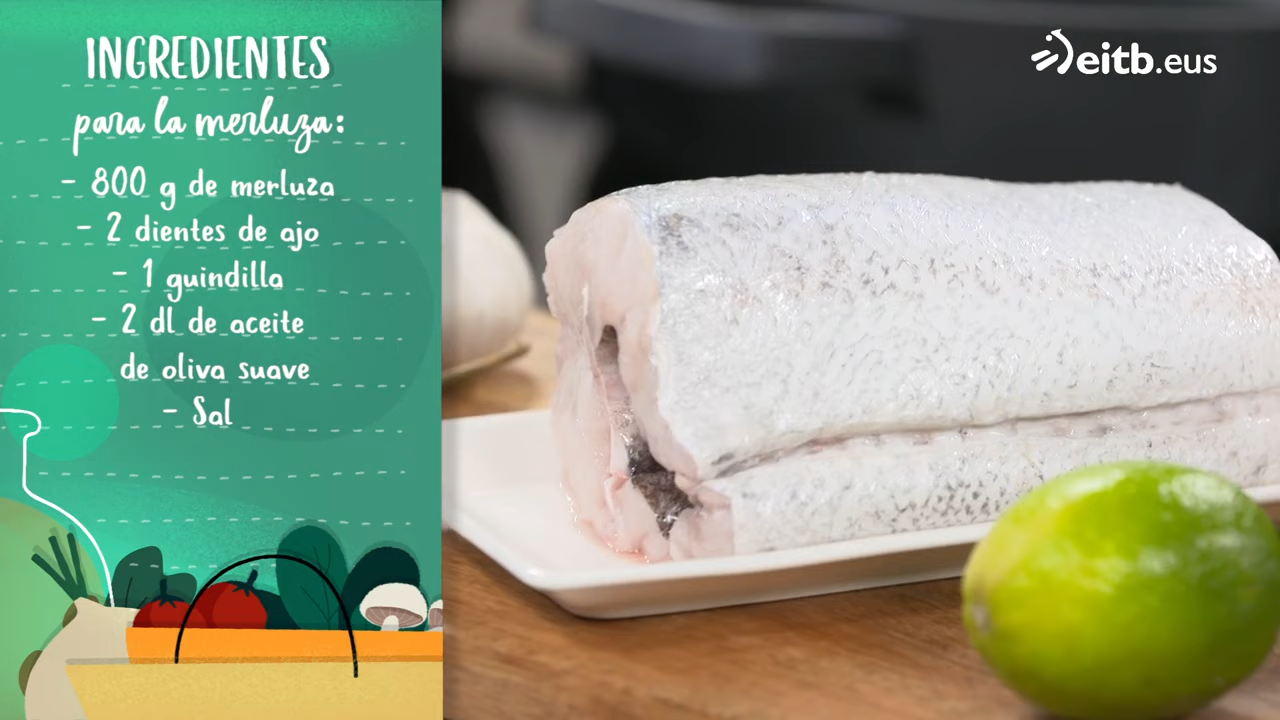 INGREDIENTES
para la merluza:
- 800 g de merluza
- 2 dientes de ajo
- 1 guindilla
- 2 dl de aceite
de oliva suave
- Sal
eitb.eus